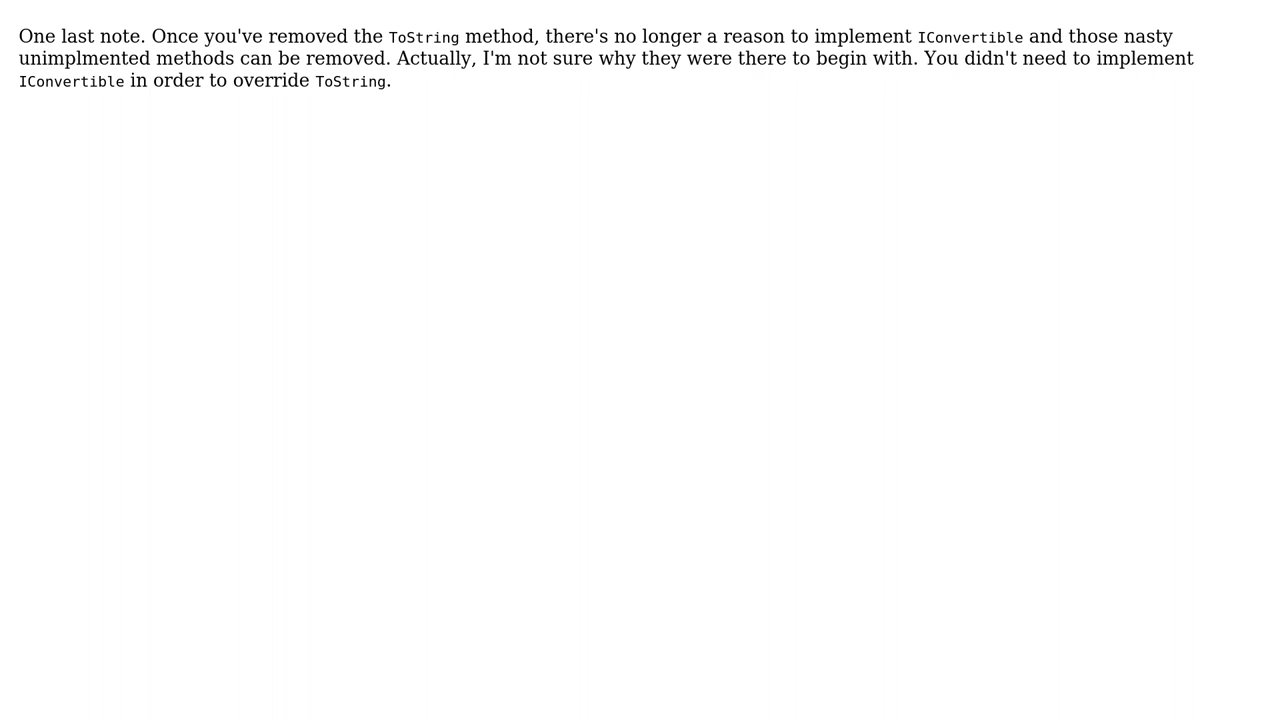 One last note. Once you've removed the ToString method, there's no longer a reason to implement IConvertible and those nasty
unimplmented methods can be removed. Actually, I'm not sure why they were there to begin with. You didn't need to implement
IConvertible in order to override ToString.